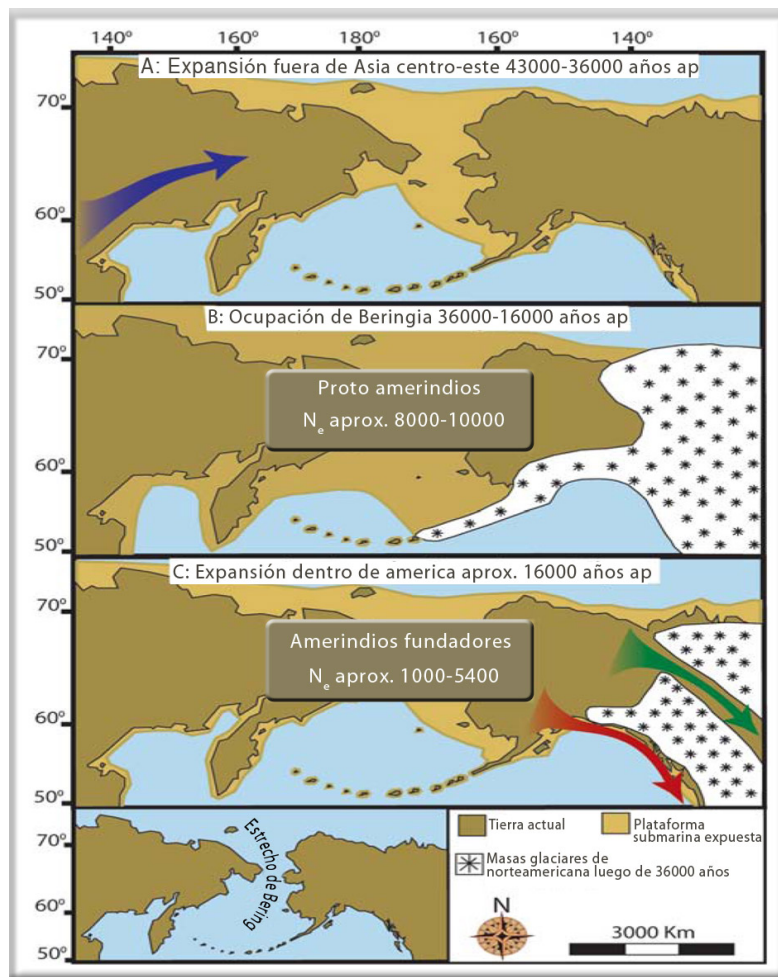 140° 160° 180° 160° 140°
A: Expansión fuera de Asia centro-este 43000-36000 años ap
70°
60°
50°
B: Ocupación de Beringia 36000-16000 años ap
70°
Proto amerindios
Ne aprox. 8000-10000
60°
50°
C: Expansión dentro de america aprox. 16000 años ap
70°
Amerindios fundadores
Ne aprox. 1000-5400
60°
50°
70°
60°
50°
Estrecho de Bering
Tierra actual
Plataforma
submarina expuesta
Masas glaciares de
norteamericana luego de 36000 años
N
3000 Km